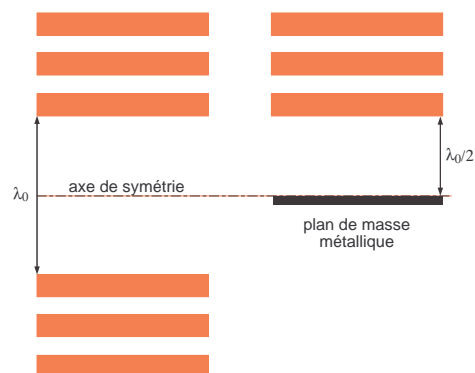 λ₀
axe de symétrie
λ₀/2
plan de masse
métallique